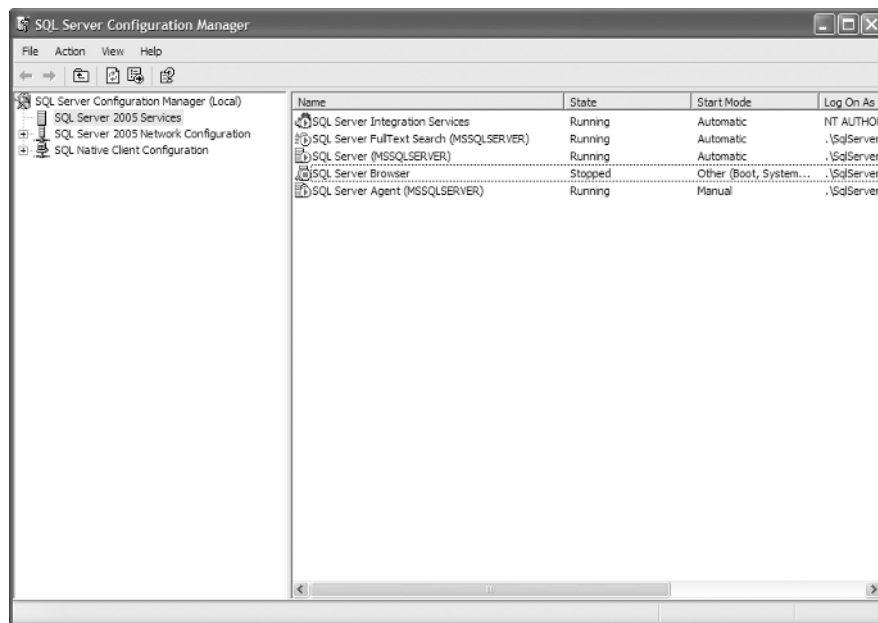 SQL Server Configuration Manager
File Action View Help
SQL Server Configuration Manager (Local)
SQL Server 2005 Services
SQL Server 2005 Network Configuration
SQL Native Client Configuration
Name State Start Mode Log On As
SQL Server Integration Services Running Automatic NT AUTHO
SQL Server FullText Search (MSSQLSERVER) Running Automatic .\SqlServer
SQL Server (MSSQLSERVER) Running Automatic .\SqlServer
SQL Server Browser Stopped Other (Boot, System... .\SqlServer
SQL Server Agent (MSSQLSERVER) Running Manual .\SqlServer